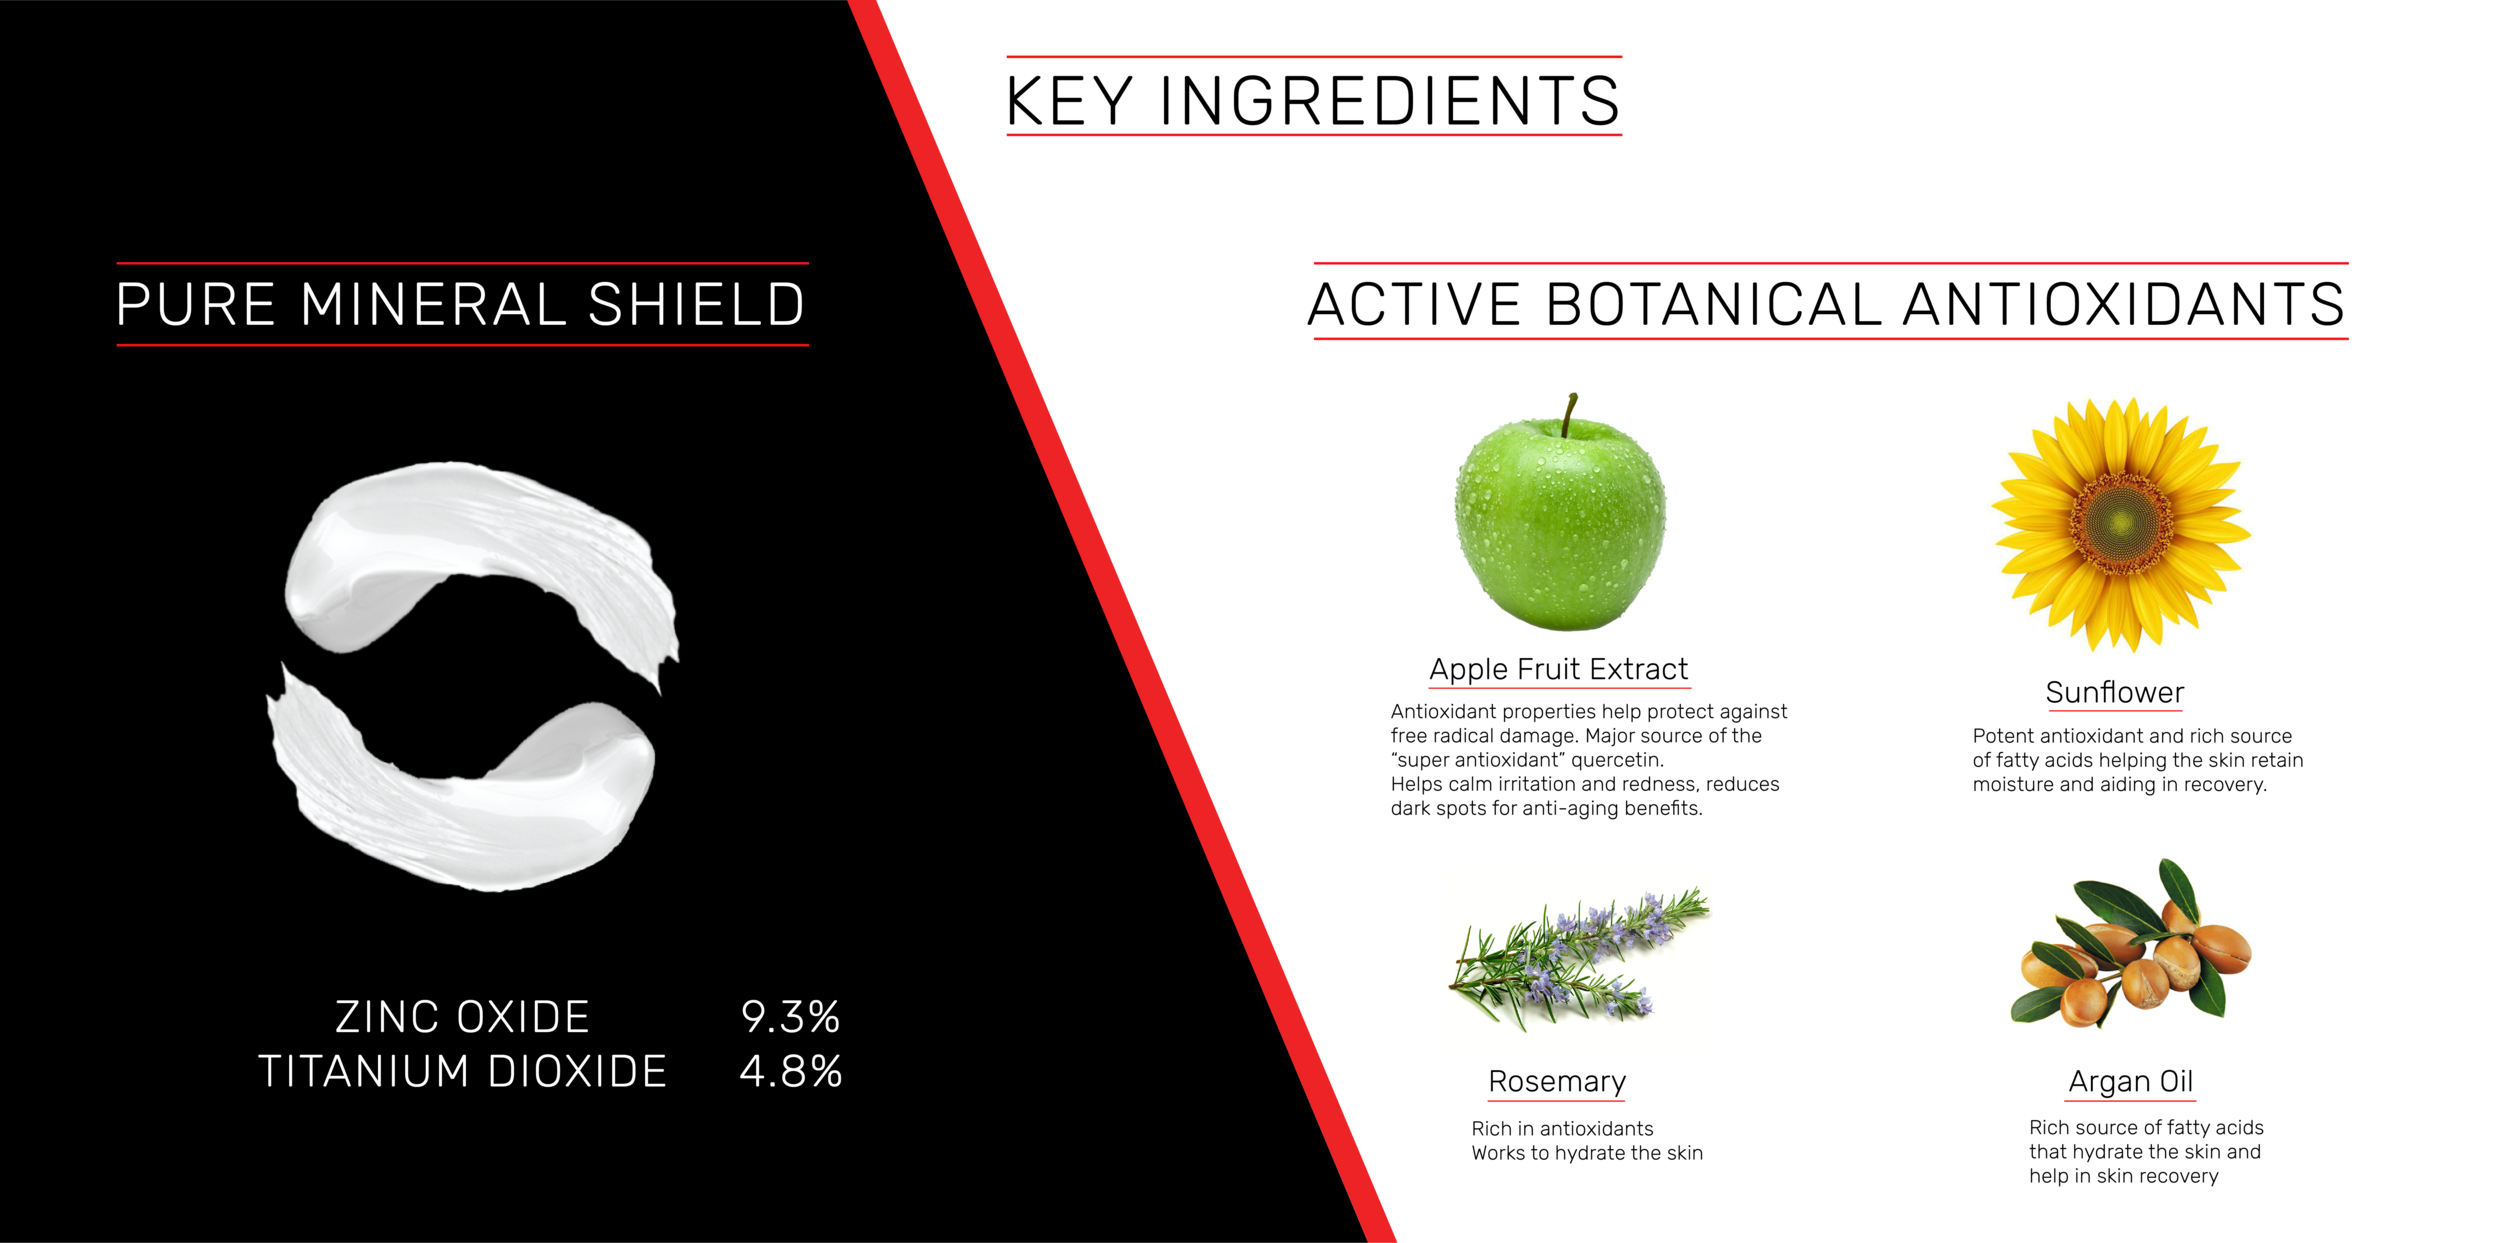 KEY INGREDIENTS
PURE MINERAL SHIELD
ZINC OXIDE 9.3%
TITANIUM DIOXIDE 4.8%
ACTIVE BOTANICAL ANTIOXIDANTS
Apple Fruit Extract
Antioxidant properties help protect against
free radical damage. Major source of the
“super antioxidant” quercetin.
Helps calm irritation and redness, reduces
dark spots for anti-aging benefits.
Sunflower
Potent antioxidant and rich source
of fatty acids helping the skin retain
moisture and aiding in recovery.
Rosemary
Rich in antioxidants
Works to hydrate the skin
Argan Oil
Rich source of fatty acids
that hydrate the skin and
help in skin recovery